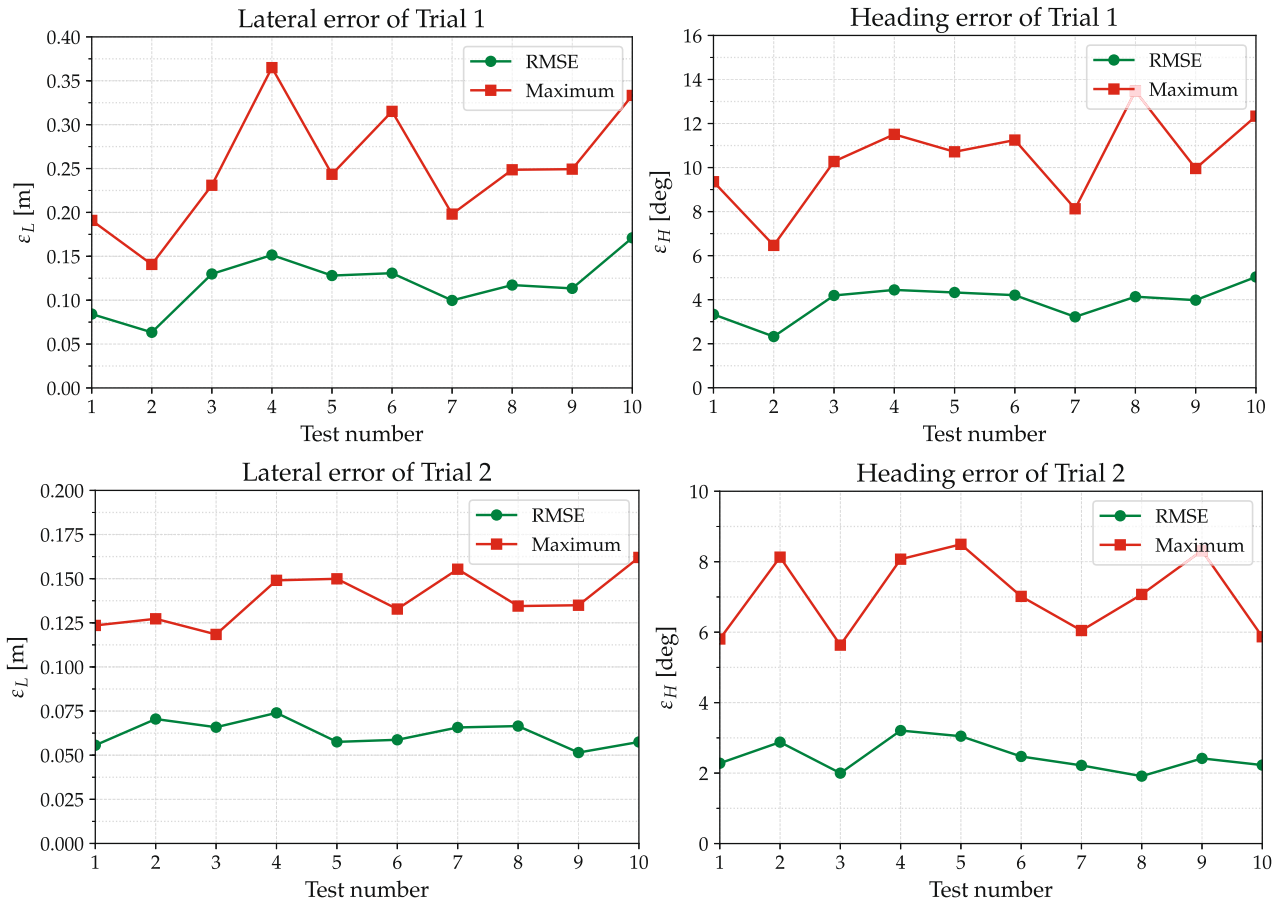 Lateral error of Trial 1
RMSE
Maximum
0.40
0.35
0.30
0.25
0.20
0.15
0.10
0.05
0.00
ε_L [m]
1 2 3 4 5 6 7 8 9 10
Test number
Heading error of Trial 1
RMSE
Maximum
16
14
12
10
8
6
4
2
0
ε_H [deg]
1 2 3 4 5 6 7 8 9 10
Test number
Lateral error of Trial 2
RMSE
Maximum
0.200
0.175
0.150
0.125
0.100
0.075
0.050
0.025
0.000
ε_L [m]
1 2 3 4 5 6 7 8 9 10
Test number
Heading error of Trial 2
RMSE
Maximum
10
8
6
4
2
0
ε_H [deg]
1 2 3 4 5 6 7 8 9 10
Test number